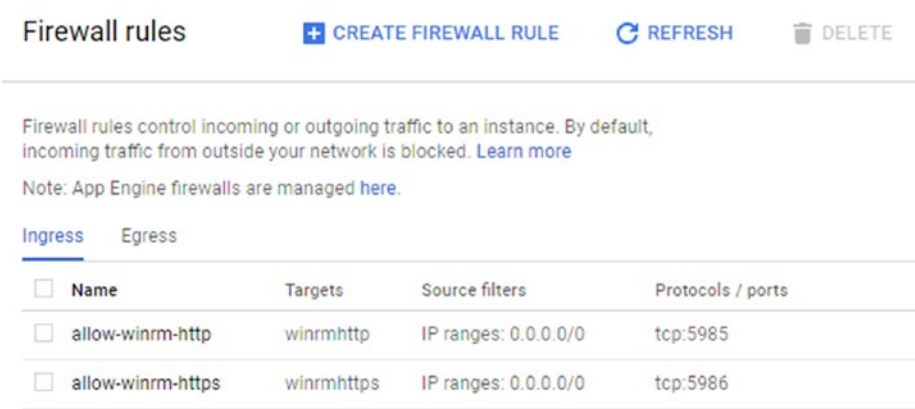 Firewall rules CREATE FIREWALL RULE REFRESH DELETE
Firewall rules control incoming or outgoing traffic to an instance. By default,
incoming traffic from outside your network is blocked. Learn more
Note: App Engine firewalls are managed here.
Ingress Egress
Name Targets Source filters Protocols / ports
allow-winrm-http winrmhttp IP ranges: 0.0.0.0/0 tcp:5985
allow-winrm-https winrmhttps IP ranges: 0.0.0.0/0 tcp:5986